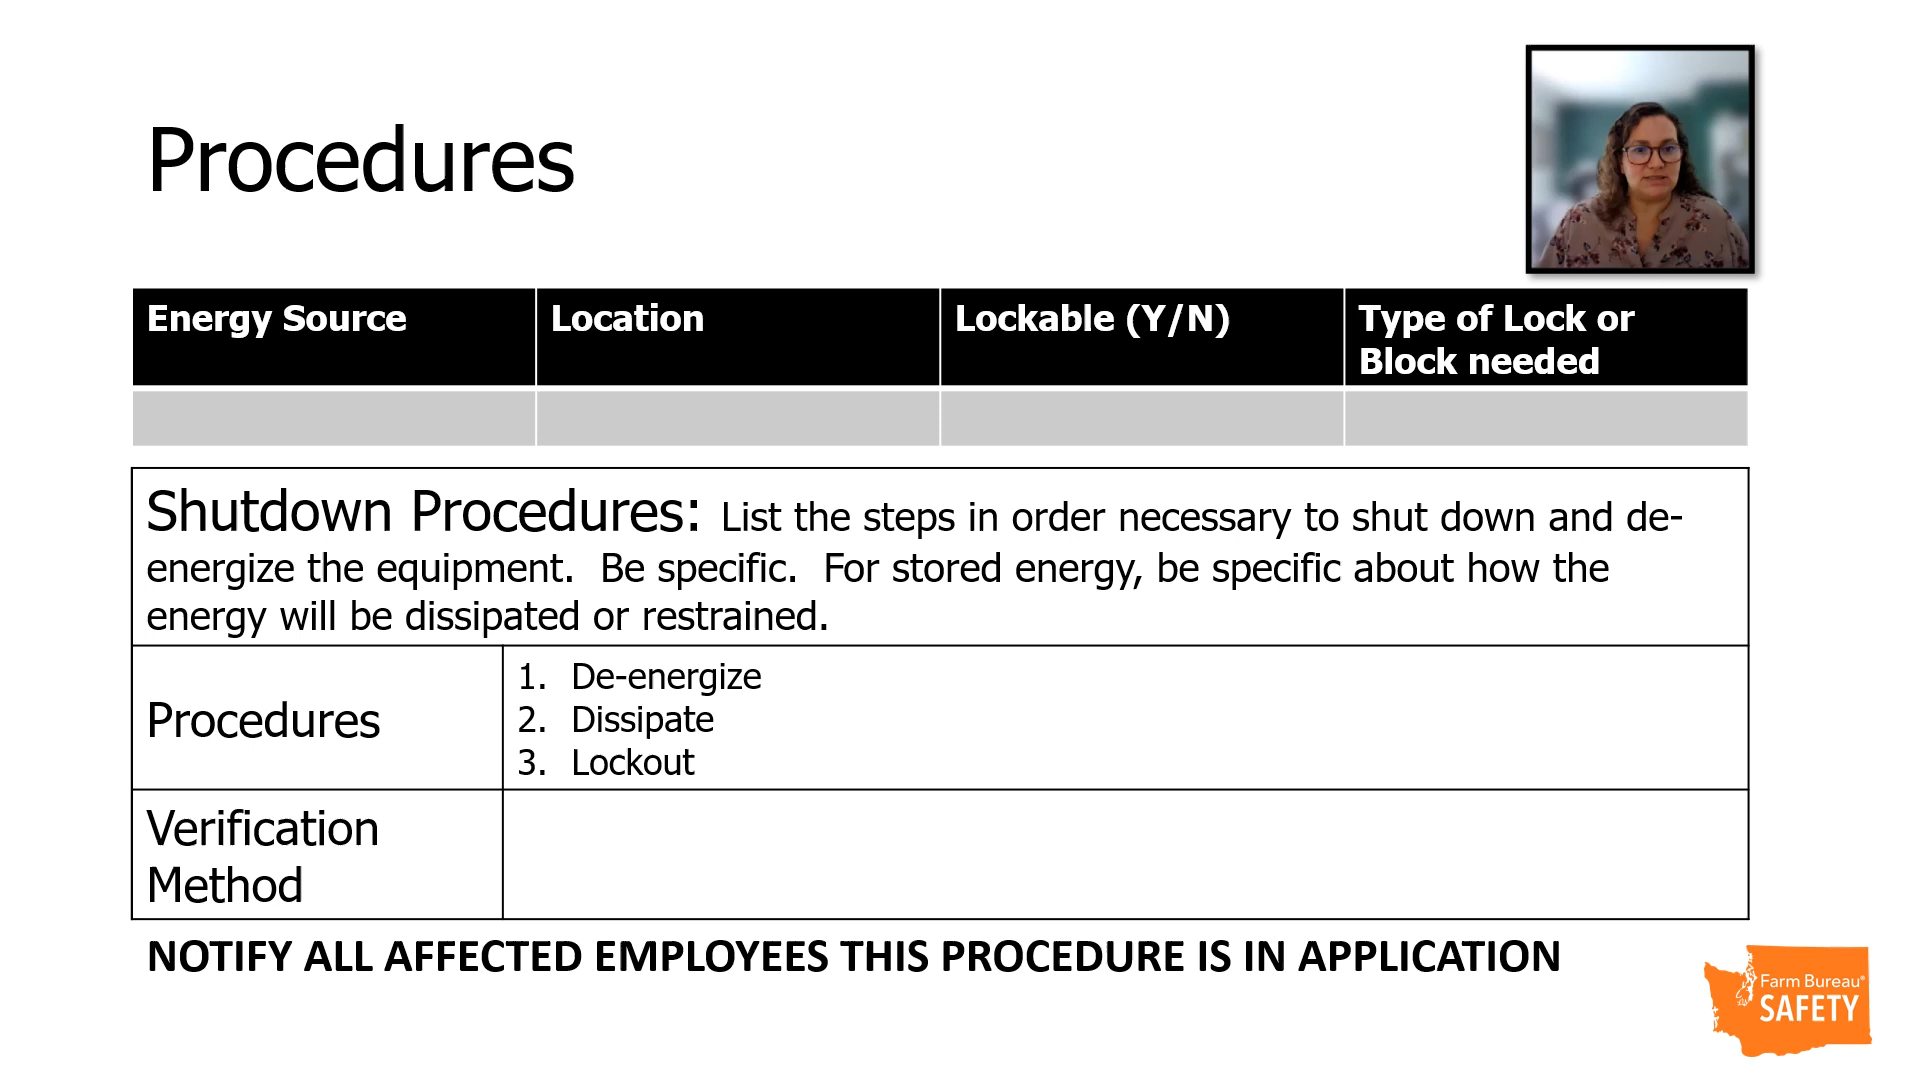 Procedures
Energy Source
Location
Lockable (Y/N)
Type of Lock or
Block needed
Shutdown Procedures: List the steps in order necessary to shut down and de-
energize the equipment.  Be specific.  For stored energy, be specific about how the
energy will be dissipated or restrained.
Procedures
1. De-energize
2. Dissipate
3. Lockout
Verification
Method
NOTIFY ALL AFFECTED EMPLOYEES THIS PROCEDURE IS IN APPLICATION
Farm Bureau®
SAFETY